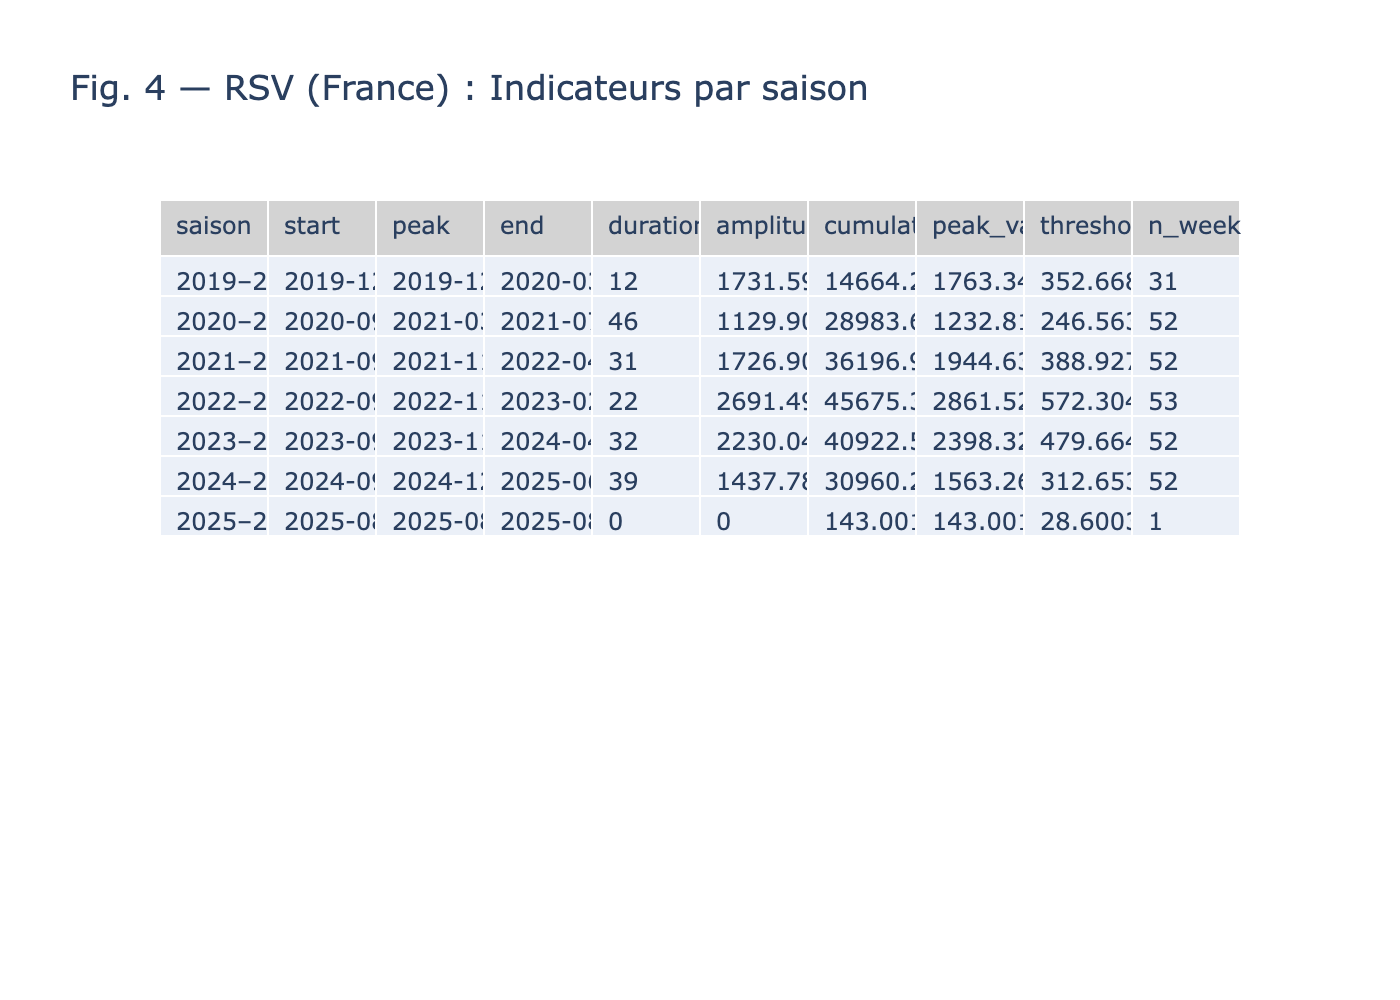 Fig. 4 — RSV (France) : Indicateurs par saison
saison start peak end duration amplitu cumulat peak_va thresho n_week
2019–2 2019-12 2019-12 2020-03 12 1731.59 14664.2 1763.34 352.668 31
2020–2 2020-09 2021-03 2021-07 46 1129.90 28983.6 1232.81 246.563 52
2021–2 2021-09 2021-11 2022-04 31 1726.90 36196.9 1944.63 388.927 52
2022–2 2022-09 2022-11 2023-02 22 2691.49 45675.3 2861.52 572.304 53
2023–2 2023-09 2023-11 2024-04 32 2230.04 40922.5 2398.32 479.664 52
2024–2 2024-09 2024-12 2025-06 39 1437.78 30960.2 1563.26 312.653 52
2025–2 2025-08 2025-08 2025-08 0 0 143.001 143.001 28.6003 1